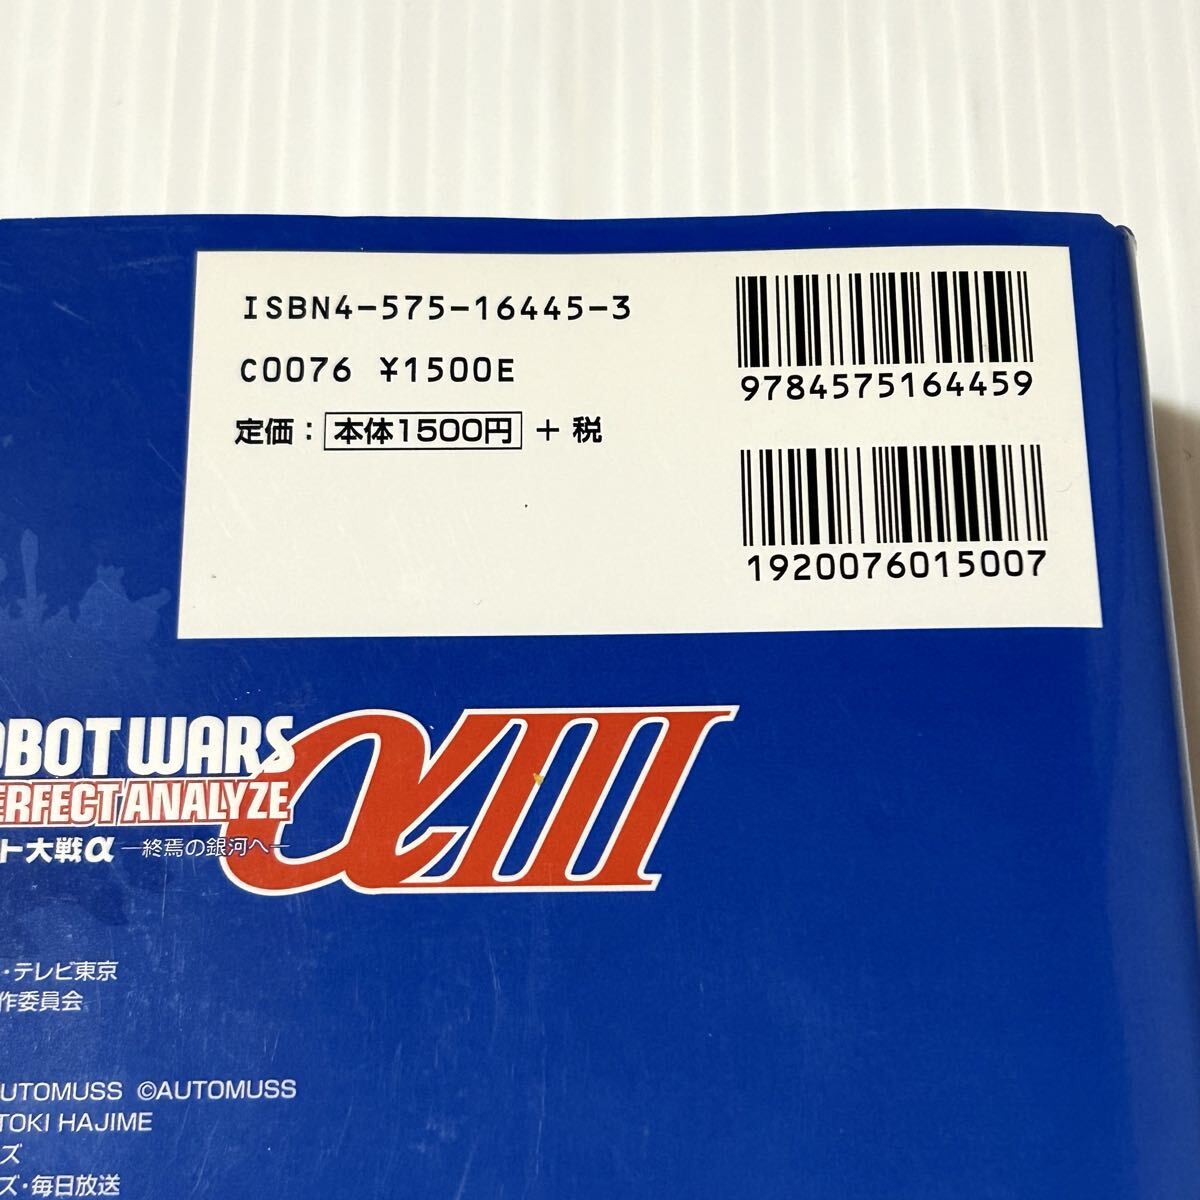 ISBN4-575-16445-3
C0076 ¥1500E
定価：本体1500円＋税
9784575164459
1920076015007
OBOT WARS
ERFECT ANALYZE
αIII
ト大戦α―終焉の銀河へ―
・テレビ東京
作委員会
UTOMUSS ©AUTOMUSS
TOKI HAJIME
ズ
ズ・毎日放送